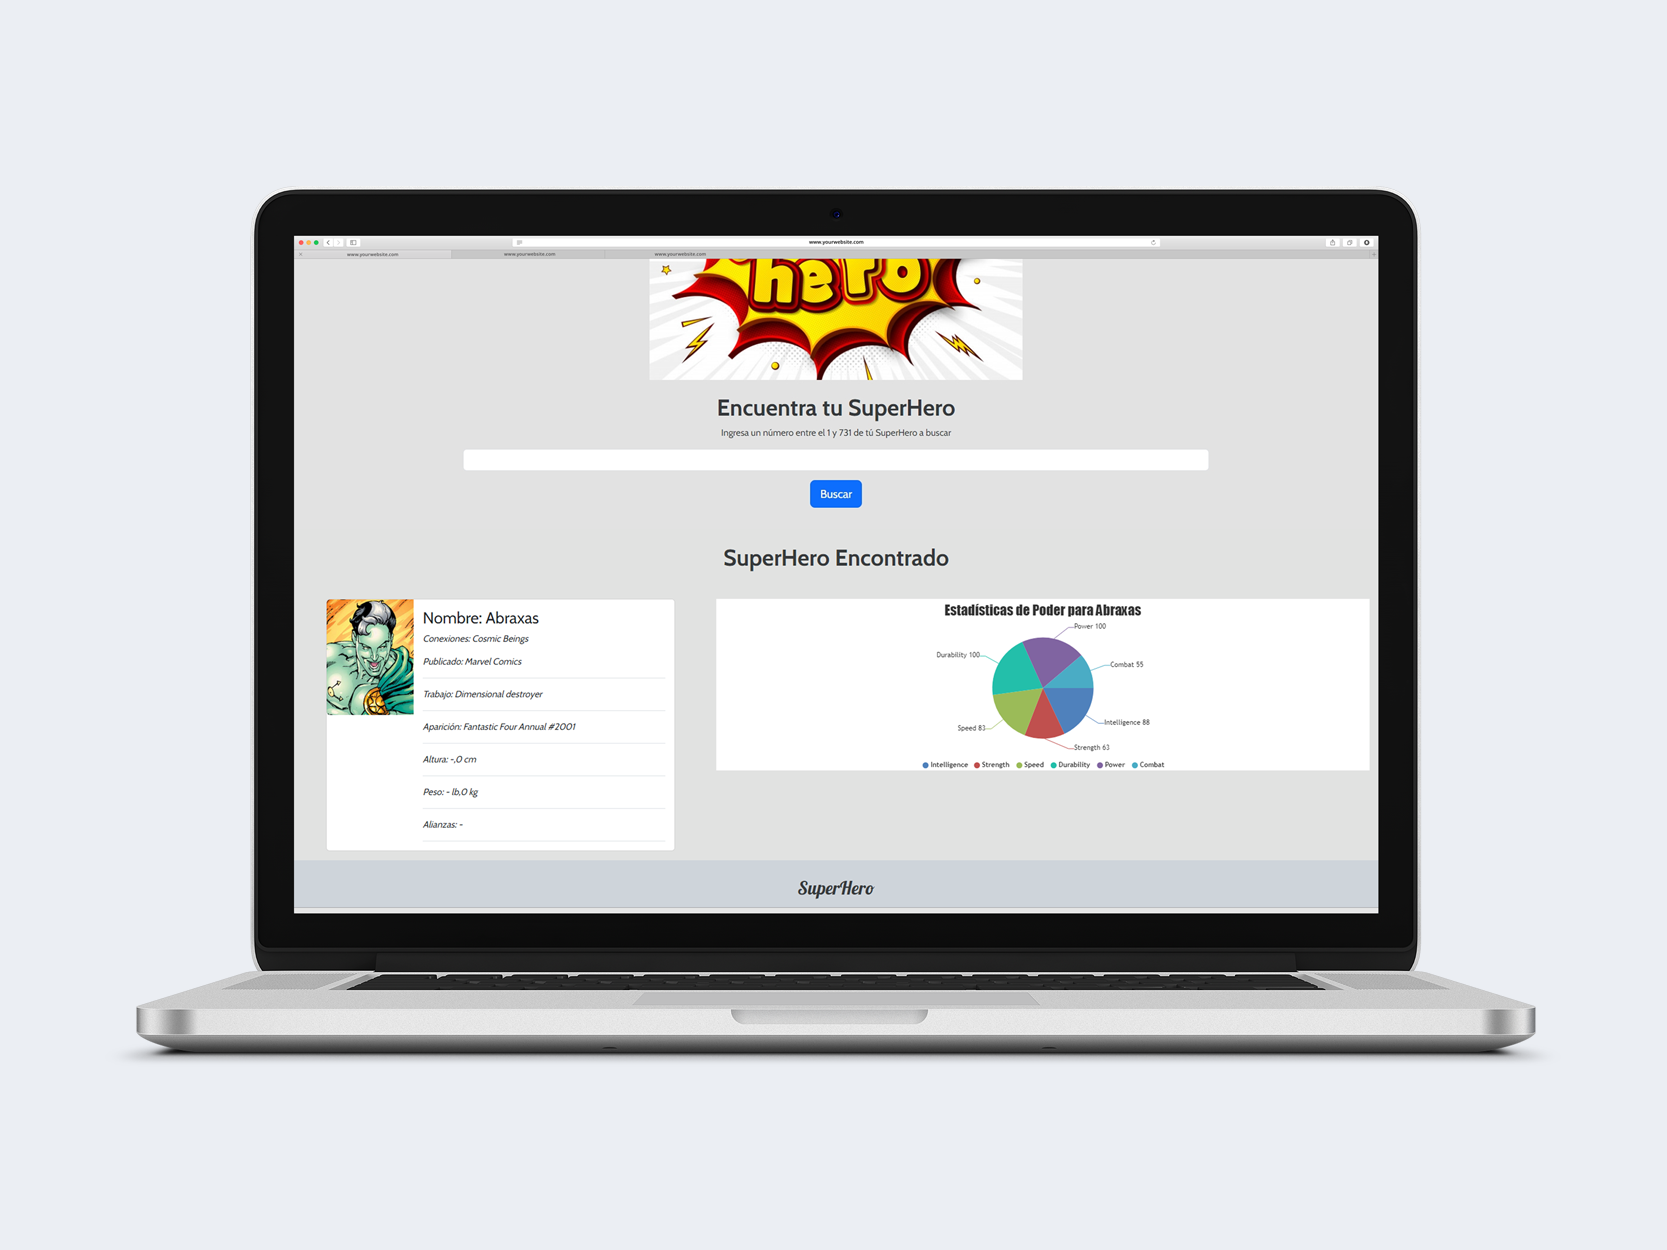 www.yourwebsite.com
www.yourwebsite.com
www.yourwebsite.com
www.yourwebsite.com
hero
Encuentra tu SuperHero
Ingresa un número entre el 1 y 731 de tú SuperHero a buscar
Buscar
SuperHero Encontrado
Nombre: Abraxas
Conexiones: Cosmic Beings
Publicado: Marvel Comics
Trabajo: Dimensional destroyer
Aparición: Fantastic Four Annual #2001
Altura: -,0 cm
Peso: - lb,0 kg
Alianzas: -
Estadísticas de Poder para Abraxas
Power 100
Durability 100
Combat 55
Intelligence 88
Speed 83
Strength 63
Intelligence Strength Speed Durability Power Combat
SuperHero